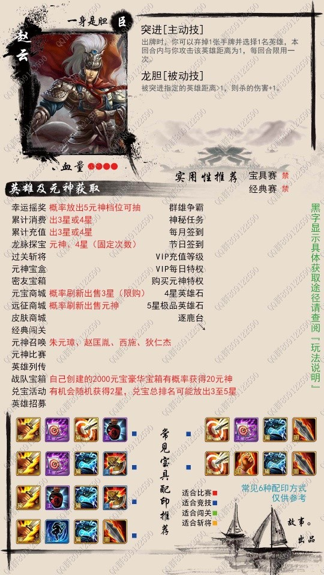 赵云
一身是胆
臣
突进[主动技]
出牌时，你可以弃掉1张手牌并选择1名英雄，本
回合内与你攻击该英雄距离为1，每回合限用一
次。
龙胆[被动技]
被突进指定的英雄距离>1，则杀的伤害+1。
血量
实用性推荐
宝具赛 禁
经典赛 禁
英雄及元神获取
幸运摇奖 概率放出5元神档位可抽
累计消费 出3星或4星
累计充值 出3星或4星
龙脉探宝 元神、4星（固定次数）
过关斩将
元神宝盒
密友宝箱
元宝商城 概率刷新出售3星（限购）
远征商城 概率刷新出售元神
皮肤商城
经典闯关
元神召唤 朱元璋、赵匡胤、西施、狄仁杰
元神比赛
英雄列传
战队宝箱 自己创建的2000元宝豪华宝箱有概率获得20元神
兑宝活动 有机会随机获得2星，兑宝总排名可能放出3至5星
英雄招募
群雄争霸
神秘任务
每月签到
节日签到
VIP充值等级
VIP每日特权
购买元神特权
4星英雄石
5星极品英雄石
逐鹿台
黑字显示具体获取途径请查阅『玩法说明』
常见宝具配印推荐
适合比赛
适合竞技
适合闯关
适合斩将
常见6种配印方式
仅供参考
故事。
出品